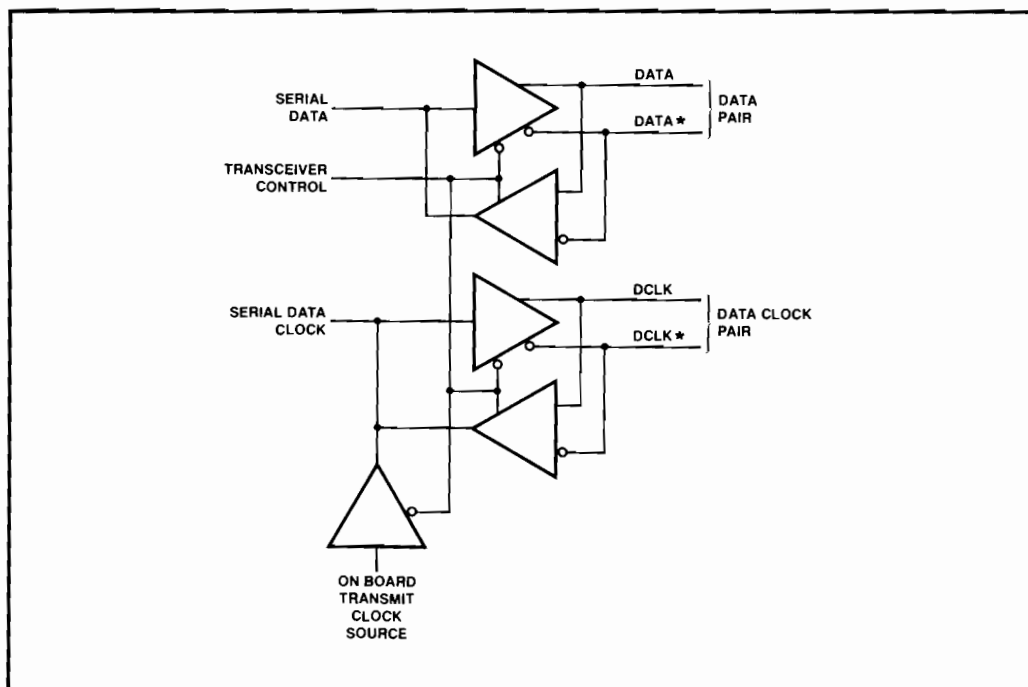 SERIAL
DATA
DATA
DATA*
DATA
PAIR
TRANSCEIVER
CONTROL
SERIAL DATA
CLOCK
DCLK
DCLK*
DATA CLOCK
PAIR
ON BOARD
TRANSMIT
CLOCK
SOURCE